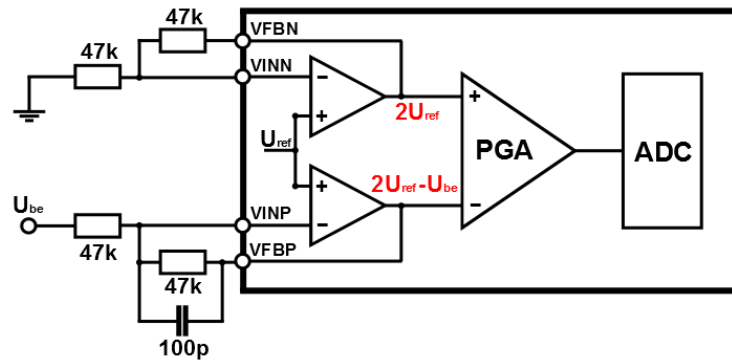 47k
VFBN
47k
VINN
−
+
2Uref
Uref
+
PGA
ADC
+
−
2Uref-Ube
−
Ube
VINP
47k
VFBP
47k
100p